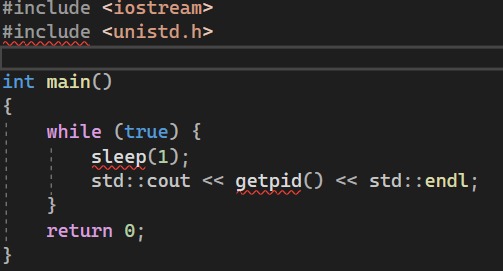 #include <iostream>
#include <unistd.h>
int main()
{
while (true) {
sleep(1);
std::cout << getpid() << std::endl;
}
return 0;
}